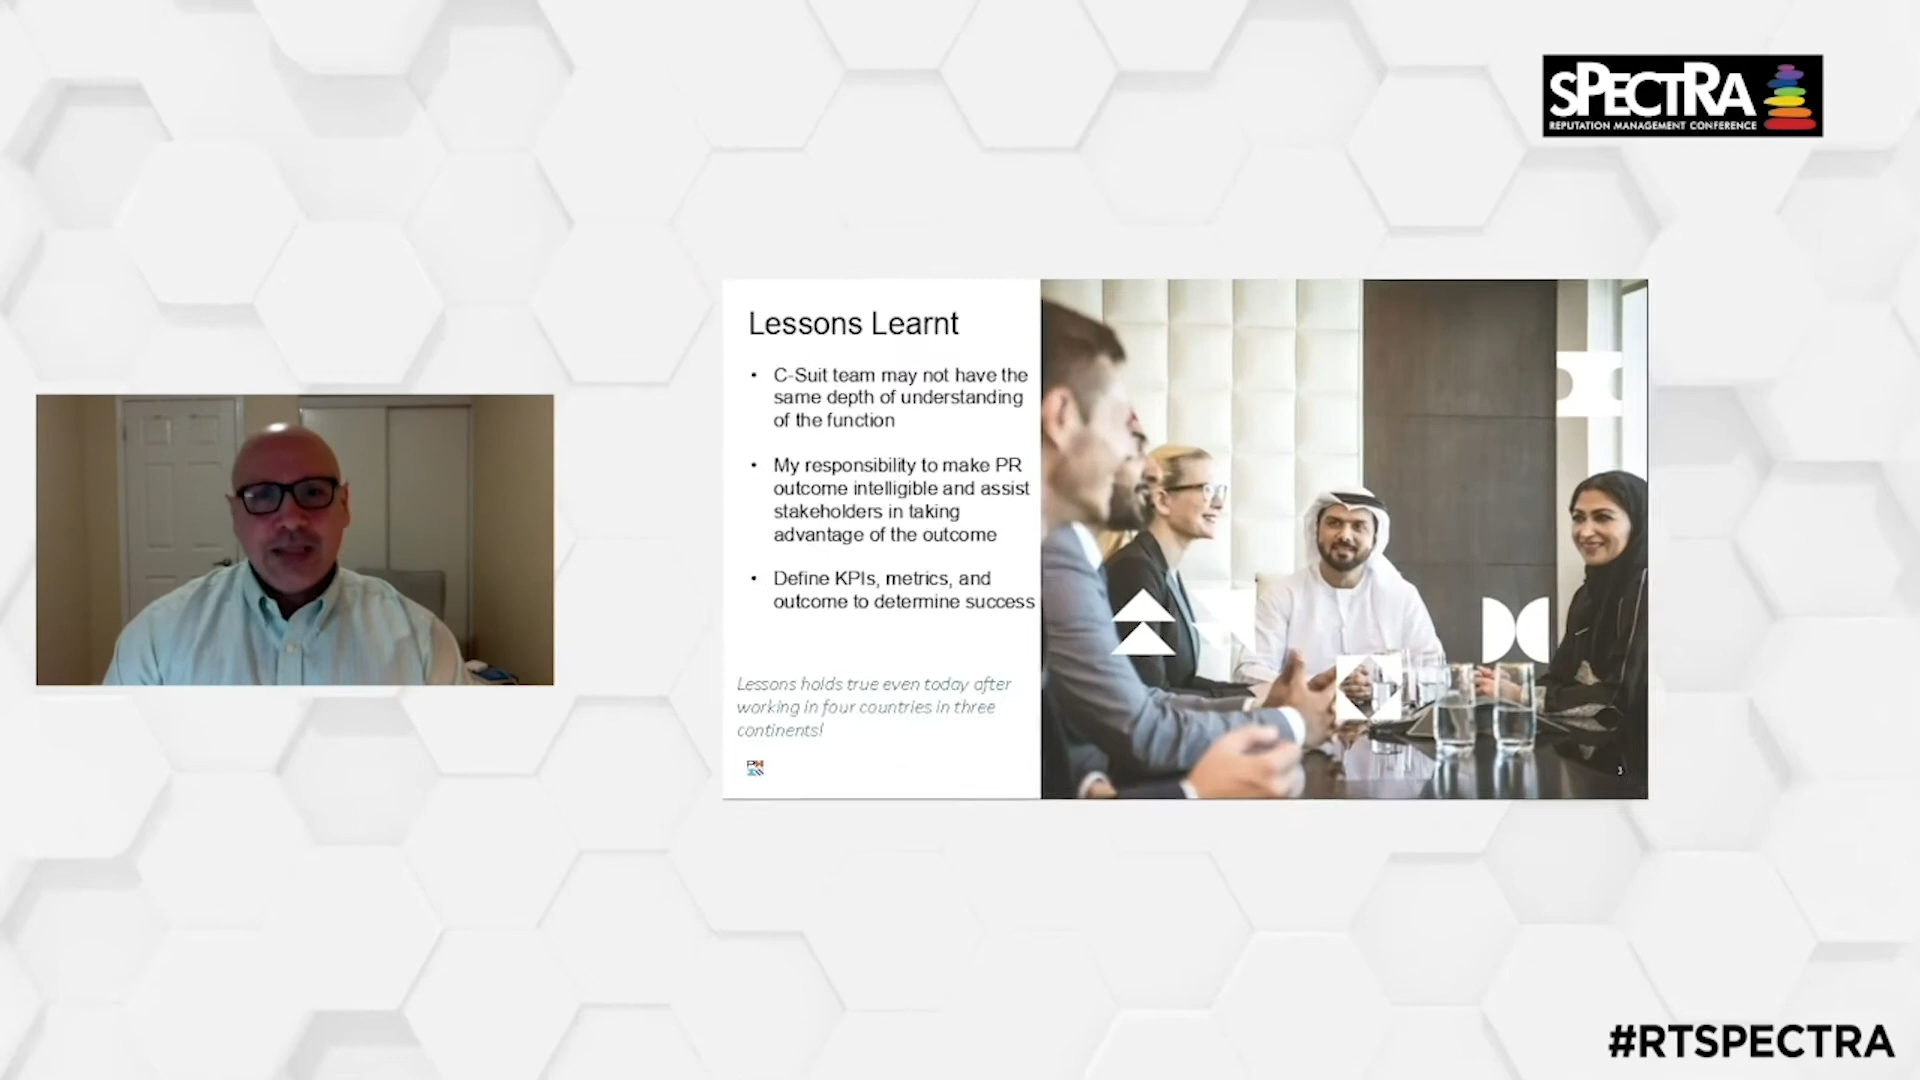 SPECTRA
REPUTATION MANAGEMENT CONFERENCE
Lessons Learnt
• C-Suit team may not have the
same depth of understanding
of the function
• My responsibility to make PR
outcome intelligible and assist
stakeholders in taking
advantage of the outcome
• Define KPIs, metrics, and
outcome to determine success
Lessons holds true even today after
working in four countries in three
continents!
3
#RTSPECTRA